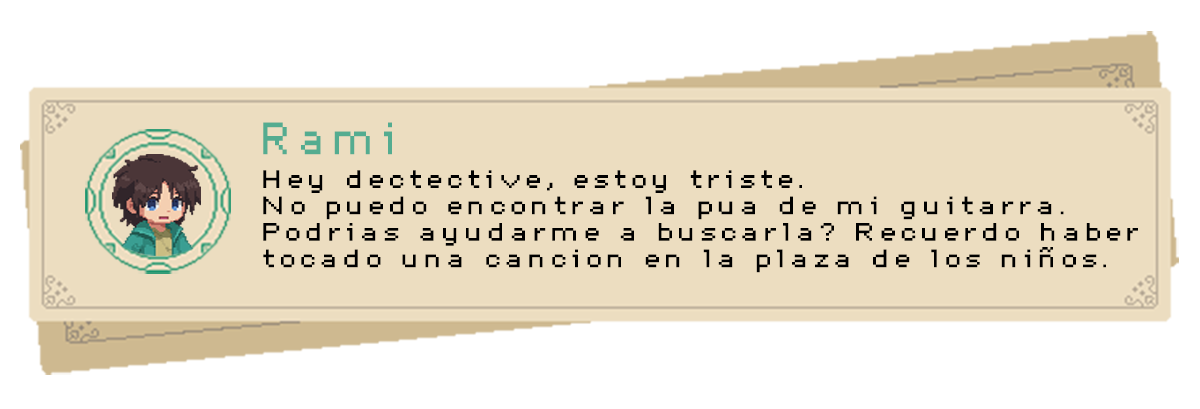 Rami
Hey dectective, estoy triste.
No puedo encontrar la pua de mi guitarra.
Podrias ayudarme a buscarla? Recuerdo haber
tocado una cancion en la plaza de los niños.